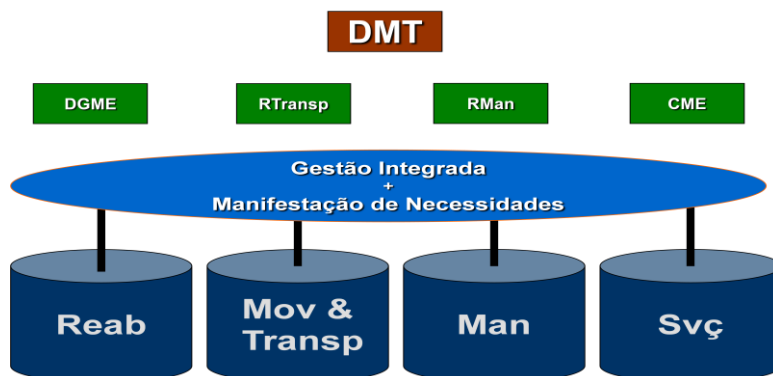 DMT
DGME
RTransp
RMan
CME
Gestão Integrada
+
Manifestação de Necessidades
Reab
Mov &
Transp
Man
Svç